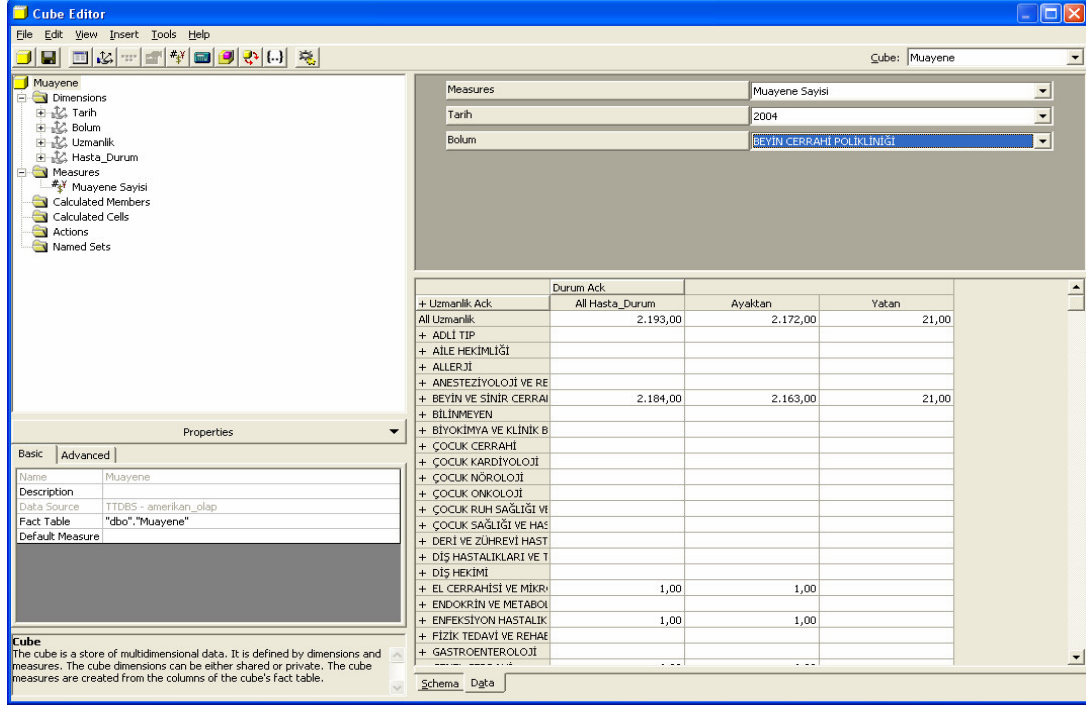 Cube Editor
File Edit View Insert Tools Help
Cube: Muayene
Muayene
Dimensions
Tarih
Bolum
Uzmanlik
Hasta_Durum
Measures
Muayene Sayisi
Calculated Members
Calculated Cells
Actions
Named Sets
Properties
Basic Advanced
Name Muayene
Description
Data Source TTDBS - amerikan_olap
Fact Table "dbo"."Muayene"
Default Measure
Cube
The cube is a store of multidimensional data. It is defined by dimensions and
measures. The cube dimensions can be either shared or private. The cube
measures are created from the columns of the cube's fact table.
Measures Muayene Sayisi
Tarih 2004
Bolum BEYİN CERRAHİ POLİKLİNİĞİ
Durum Ack
+ Uzmanlik Ack All Hasta_Durum Ayaktan Yatan
All Uzmanlik 2.193,00 2.172,00 21,00
+ ADLİ TIP
+ AİLE HEKİMLİĞİ
+ ALLERJİ
+ ANESTEZİYOLOJİ VE RE
+ BEYİN VE SİNİR CERRAI 2.184,00 2.163,00 21,00
+ BİLİNMEYEN
+ BİYOKİMYA VE KLİNİK B
+ ÇOCUK CERRAHİ
+ ÇOCUK KARDİYOLOJİ
+ ÇOCUK NÖROLOJİ
+ ÇOCUK ONKOLOJİ
+ ÇOCUK RUH SAĞLIĞI VE
+ ÇOCUK SAĞLIĞI VE HAS
+ DERİ VE ZÜHREVİ HAST
+ DİŞ HASTALIKLARI VE T
+ DİŞ HEKİMİ
+ EL CERRAHİSİ VE MİKR 1,00 1,00
+ ENDOKRİN VE METABOL
+ ENFEKSİYON HASTALIK 1,00 1,00
+ FİZİK TEDAVİ VE REHAB
+ GASTROENTEROLOJİ
Schema Data